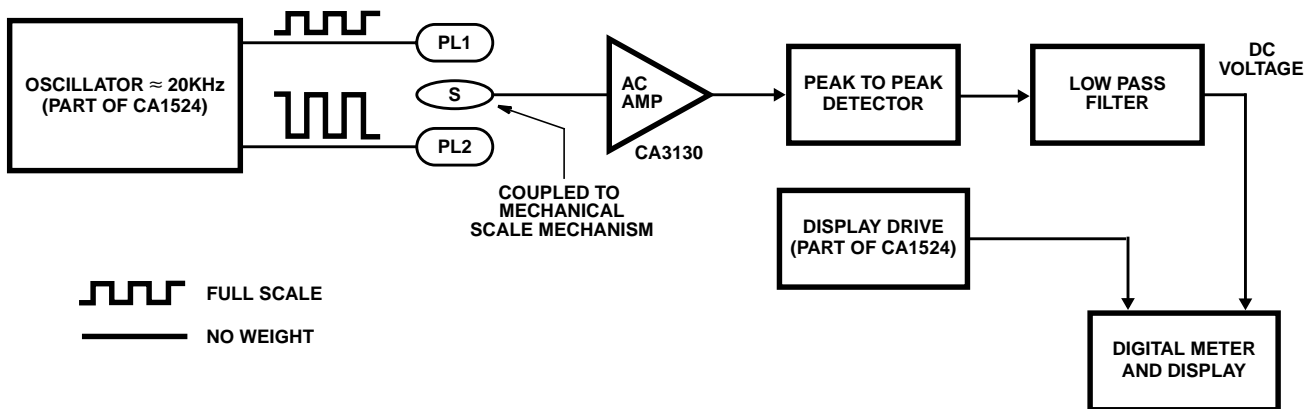 OSCILLATOR ≈ 20KHz
(PART OF CA1524)
PL1
S
PL2
AC
AMP
CA3130
COUPLED TO
MECHANICAL
SCALE MECHANISM
PEAK TO PEAK
DETECTOR
LOW PASS
FILTER
DC
VOLTAGE
DISPLAY DRIVE
(PART OF CA1524)
DIGITAL METER
AND DISPLAY
FULL SCALE
NO WEIGHT